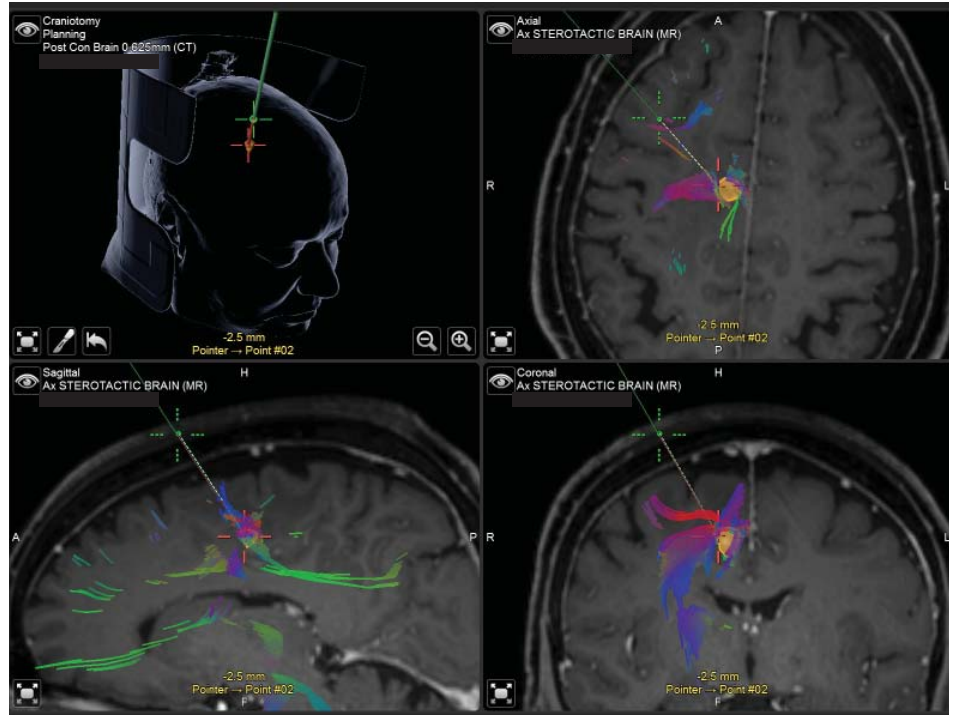 Craniotomy
Planning
Post Con Brain 0.625mm (CT)
-2.5 mm
Pointer → Point #02
Axial
Ax STEROTACTIC BRAIN (MR)
A
R
L
-2.5 mm
Pointer → Point #02
P
Sagittal
Ax STEROTACTIC BRAIN (MR)
H
A
P
-2.5 mm
Pointer → Point #02
F
Coronal
Ax STEROTACTIC BRAIN (MR)
H
R
L
-2.5 mm
Pointer → Point #02
F